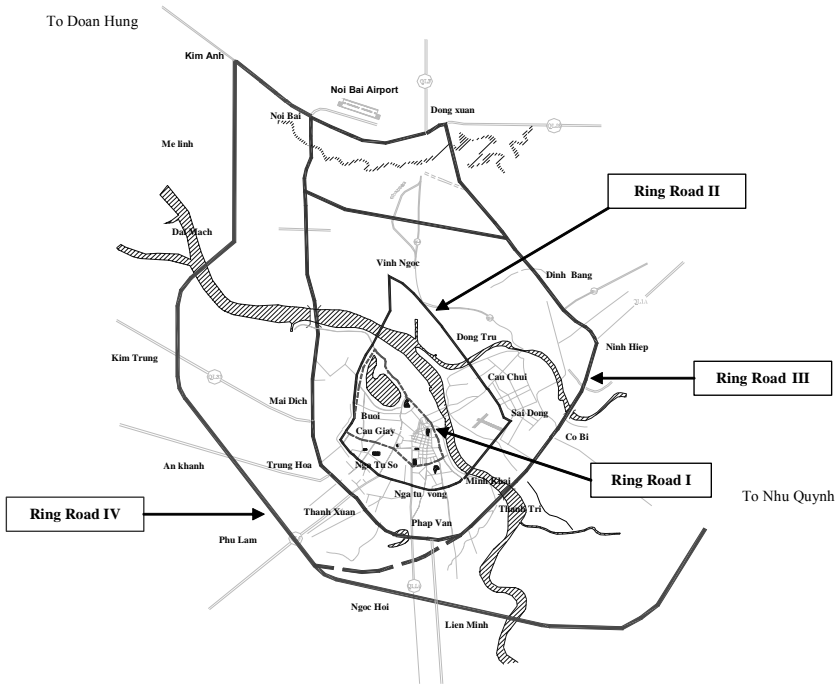 To Doan Hung
Kim Anh
Noi Bai Airport
Noi Bai
Dong xuan
Me linh
Ring Road II
Dai Mach
Vinh Ngoc
Dinh Bang
Dong Tru
Ninh Hiep
Kim Trung
Cau Chui
Ring Road III
Mai Dich
Buoi
Sai Dong
Cau Giay
Co Bi
An khanh
Trung Hoa
Nga Tu So
Ring Road I
Minh Khai
Nga tu vong
To Nhu Quynh
Ring Road IV
Thanh Xuan
Thanh Tri
Phap Van
Phu Lam
Ngoc Hoi
Lien Minh